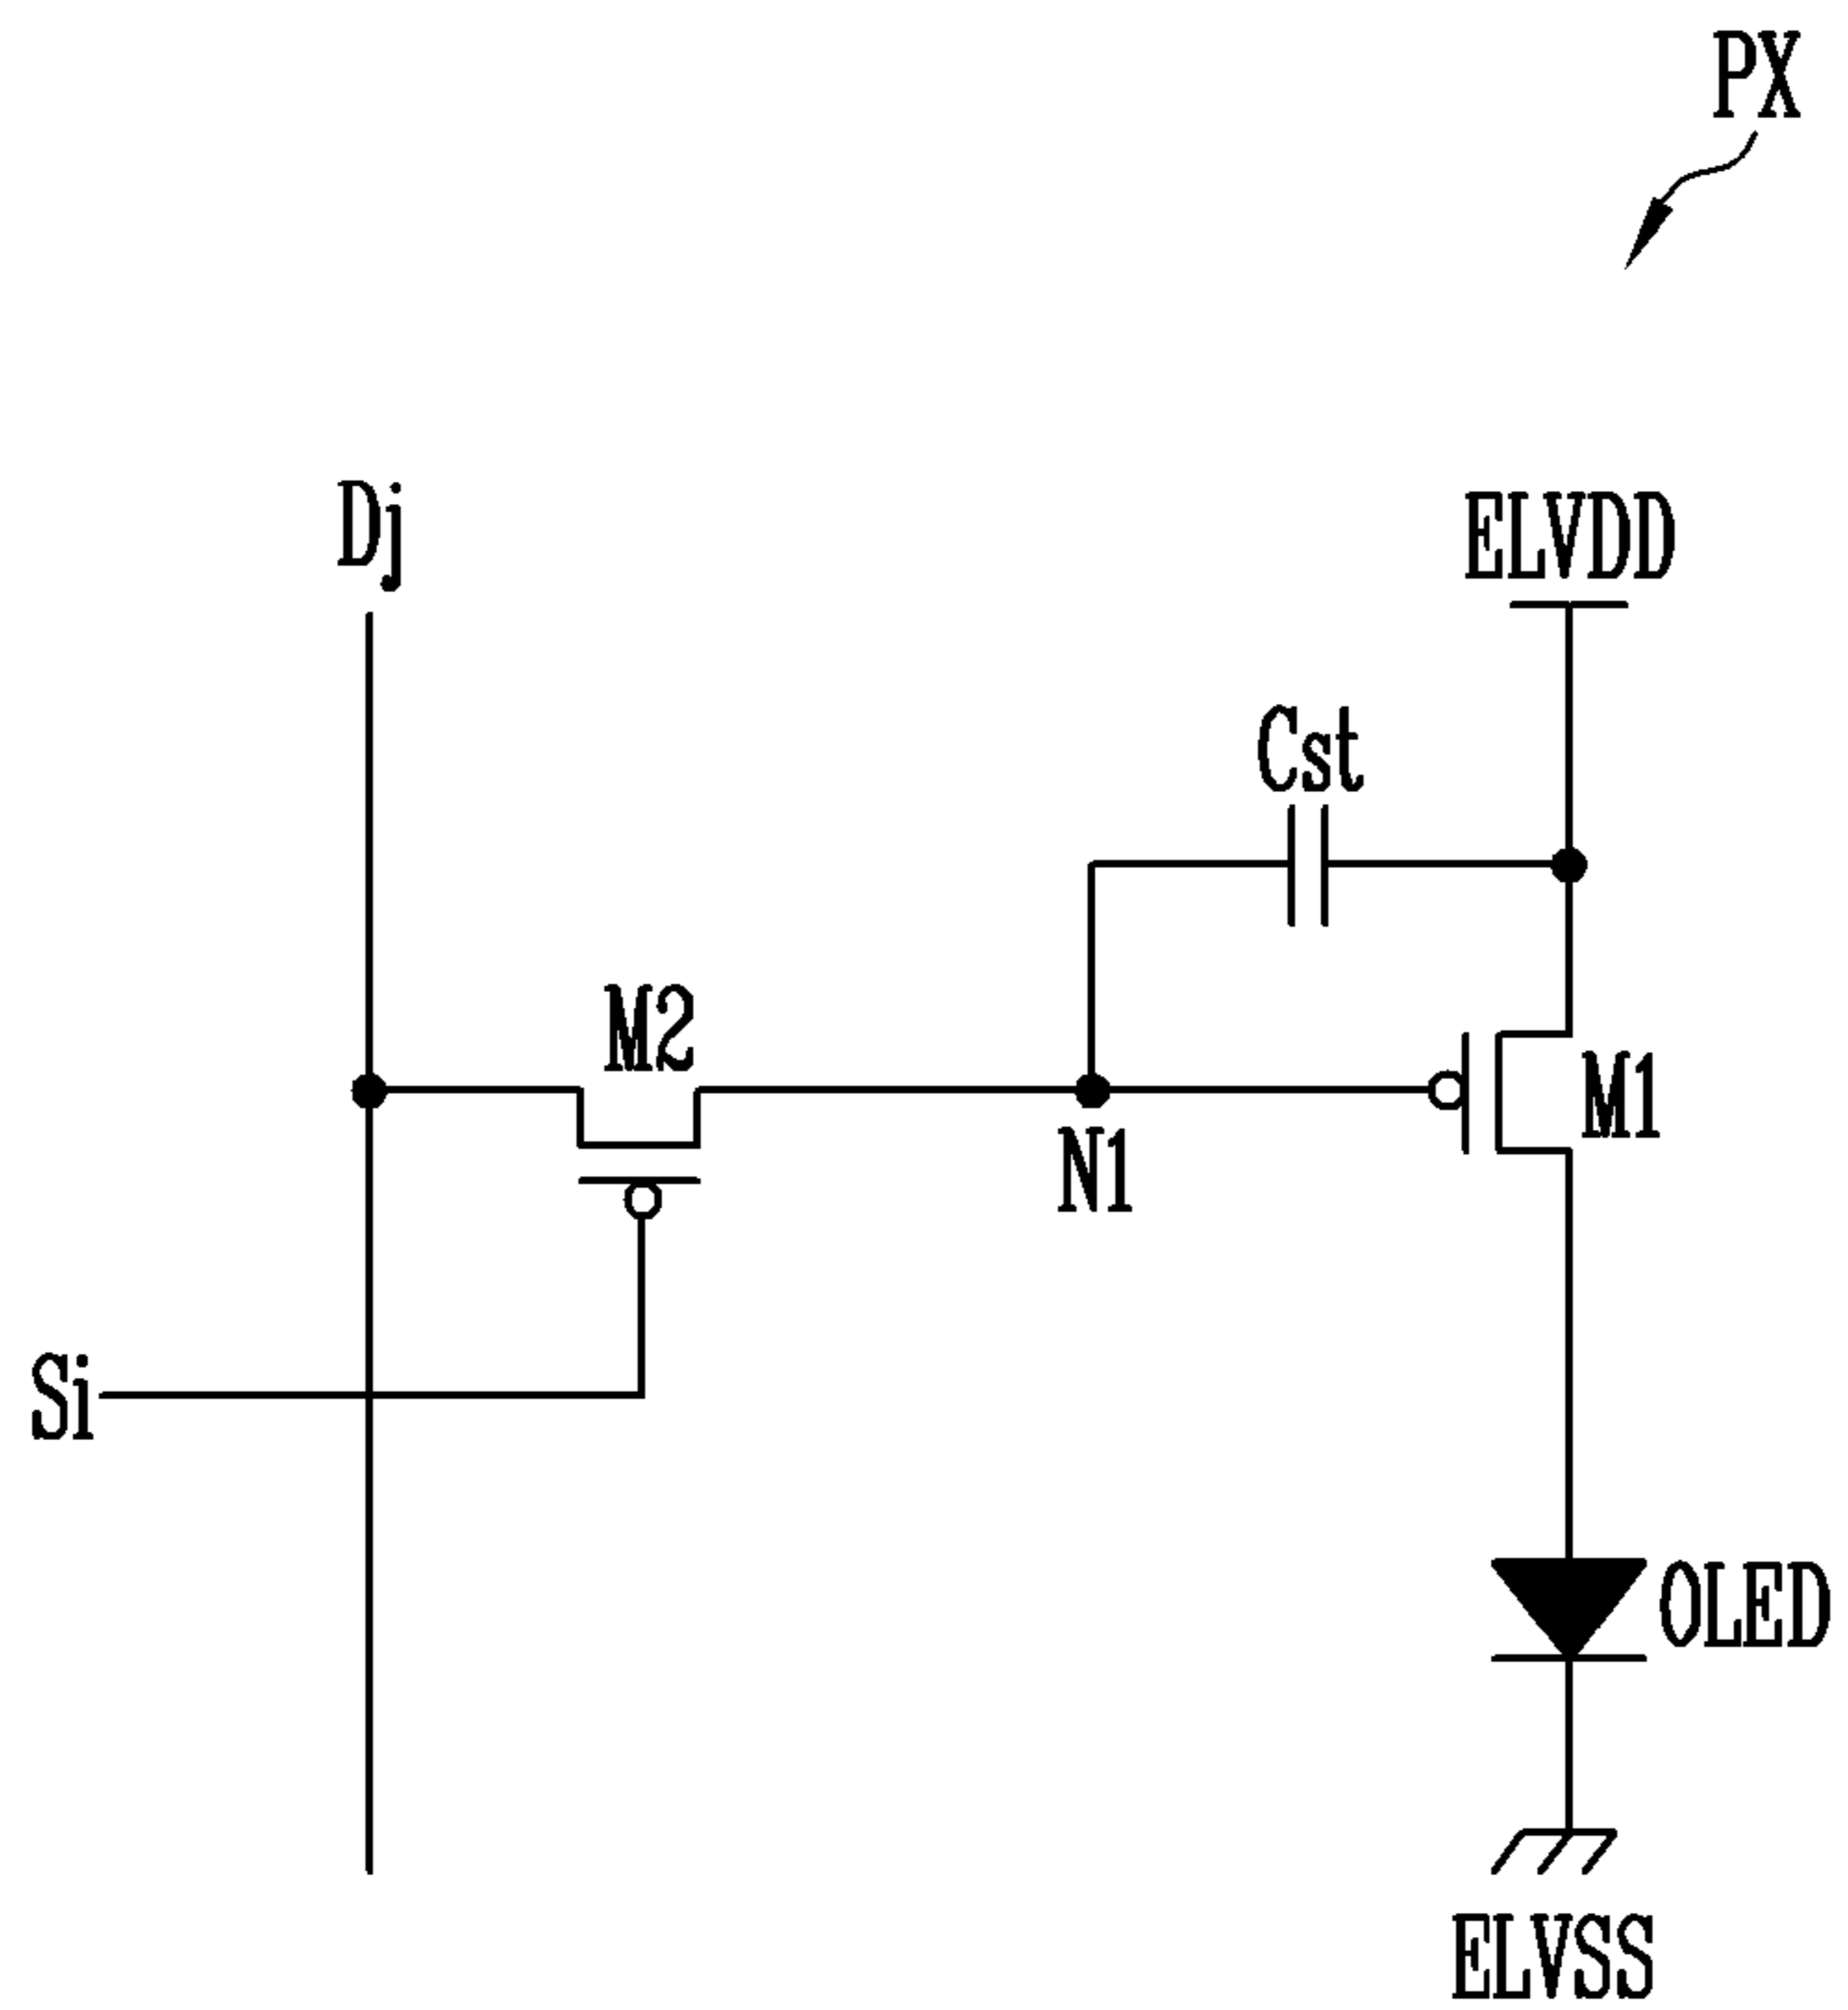 PX
Dj
ELVDD
Cst
M2
M1
N1
Si
OLED
ELVSS